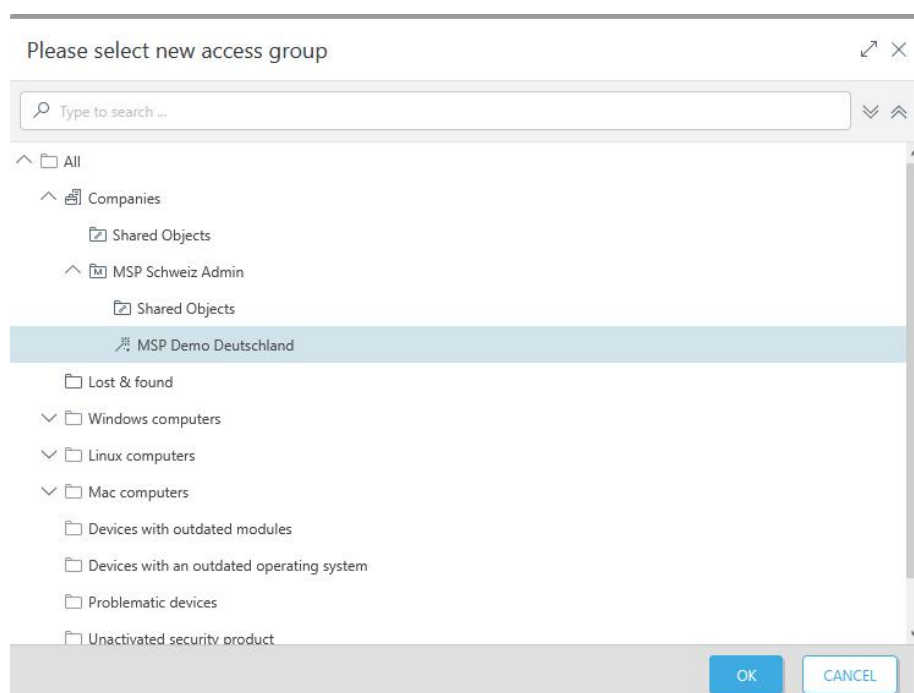 Please select new access group
Type to search ...
All
Companies
Shared Objects
MSP Schweiz Admin
Shared Objects
MSP Demo Deutschland
Lost & found
Windows computers
Linux computers
Mac computers
Devices with outdated modules
Devices with an outdated operating system
Problematic devices
Unactivated security product
OK
CANCEL